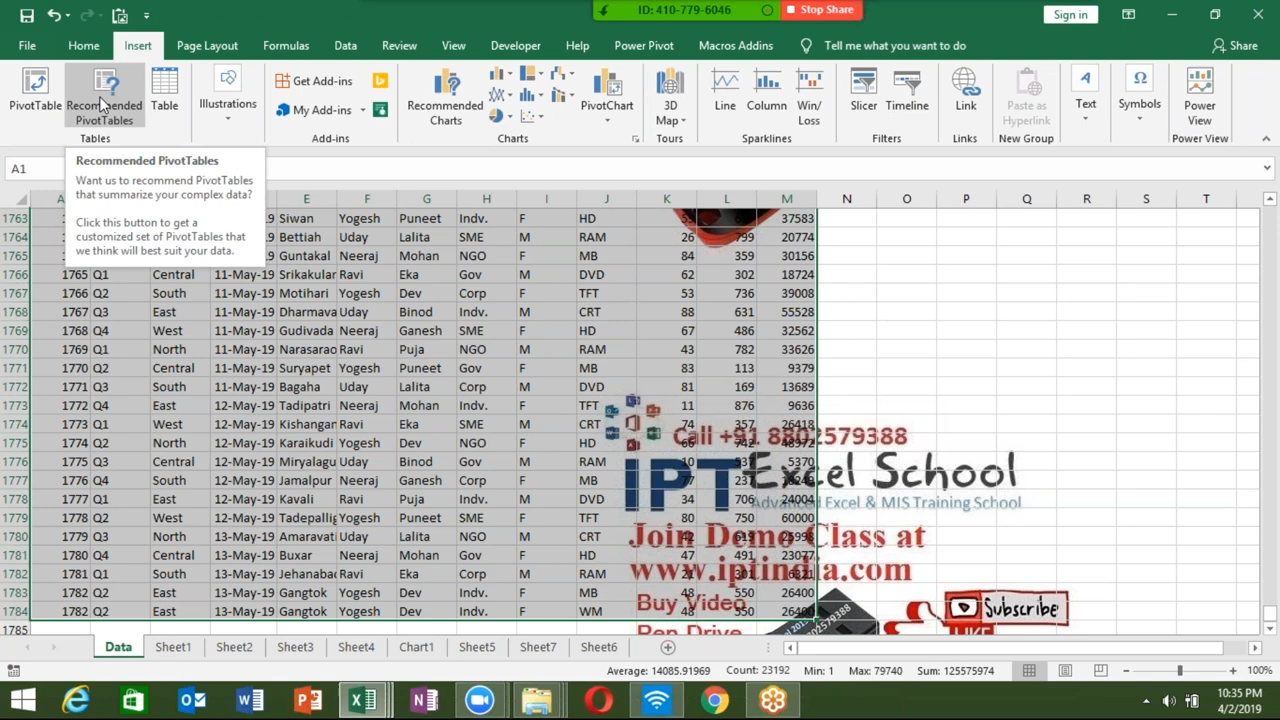 ID: 410-779-6046
Stop Share
Sign in
File Home Insert Page Layout Formulas Data Review View Developer Help Power Pivot Macros Addins Tell me what you want to do Share
PivotTable
Recommended PivotTables
Table
Illustrations
Get Add-ins
My Add-ins
Recommended Charts
PivotChart
3D Map
Line
Column
Win/ Loss
Slicer
Timeline
Link
Paste as Hyperlink
Text
Symbols
Power View
Tables Add-ins Charts Tours Sparklines Filters Links New Group Power View
A1
Recommended PivotTables
Want us to recommend PivotTables
that summarize your complex data?
Click this button to get a
customized set of PivotTables that
we think will best suit your data.
A E F G H I J K L M N O P Q R S T
1763 Siwan Yogesh Puneet Indv. F HD 37583
1764 Bettiah Uday Lalita SME M RAM 26 799 20774
1765 Guntakal Neeraj Mohan NGO F MB 84 359 30156
1766 1765 Q1 Central 11-May-19 Srikakular Ravi Eka Gov M DVD 62 302 18724
1767 1766 Q2 South 11-May-19 Motihari Yogesh Dev Corp F TFT 53 736 39008
1768 1767 Q3 East 11-May-19 Dharmava Uday Binod Indv. M CRT 88 631 55528
1769 1768 Q4 West 11-May-19 Gudivada Neeraj Ganesh SME F HD 67 486 32562
1770 1769 Q1 North 11-May-19 Narasarao Ravi Puja NGO M RAM 43 782 33626
1771 1770 Q2 Central 11-May-19 Suryapet Yogesh Puneet Gov F MB 83 113 9379
1772 1771 Q3 South 11-May-19 Bagaha Uday Lalita Corp M DVD 81 169 13689
1773 1772 Q4 East 12-May-19 Tadipatri Neeraj Mohan Indv. F TFT 11 876 9636
1774 1773 Q1 West 12-May-19 Kishangan Ravi Eka SME M CRT 74 357 26418
1775 1774 Q2 North 12-May-19 Karaikudi Yogesh Dev NGO F HD 66 742 48972
1776 1775 Q3 Central 12-May-19 Miryalagu Uday Binod Gov M RAM 10 537 5370
1777 1776 Q4 South 12-May-19 Jamalpur Neeraj Ganesh Corp F MB 77 237 18249
1778 1777 Q1 East 12-May-19 Kavali Ravi Puja Indv. M DVD 34 706 24004
1779 1778 Q2 West 12-May-19 Tadepallig Yogesh Puneet SME F TFT 80 750 60000
1780 1779 Q3 North 13-May-19 Amaravat Uday Lalita NGO M CRT 42 619 25998
1781 1780 Q4 Central 13-May-19 Buxar Neeraj Mohan Gov F HD 47 491 23077
1782 1781 Q1 South 13-May-19 Jehanabac Ravi Eka Corp M RAM 21 301 6321
1783 1782 Q2 East 13-May-19 Gangtok Yogesh Dev Indv. F MB 48 550 26400
1784 1782 Q2 East 13-May-19 Gangtok Yogesh Dev Indv. F WM 48 550 26400
1785
Call +91 8802579388
IPT Excel School
Advanced Excel & MIS Training School
Join Demo Class at
www.iptindia.com
Buy Video
Pen Drive
Subscribe
LIKE
Data Sheet1 Sheet2 Sheet3 Sheet4 Chart1 Sheet5 Sheet7 Sheet6
Average: 14085.91969 Count: 23192 Min: 1 Max: 79740 Sum: 125575974 100%
10:35 PM
4/2/2019